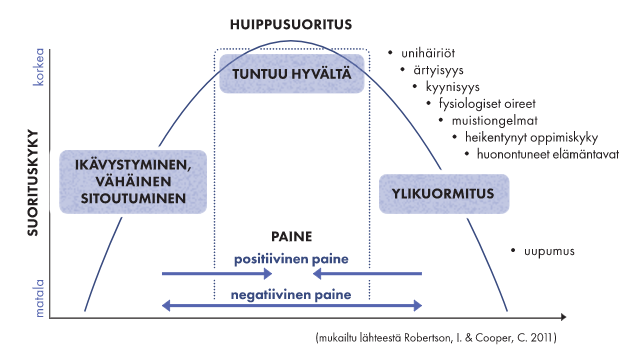 HUIPPUSUORITUS
korkea
TUNTUU HYVÄLTÄ
• unihäiriöt
• ärtyisyys
• kyynisyys
• fysiologiset oireet
• muistiongelmat
• heikentynyt oppimiskyky
• huonontuneet elämäntavat
SUORITUSKYKY
IKÄVYSTYMINEN,
VÄHÄINEN
SITOUTUMINEN
YLIKUORMITUS
PAINE
positiivinen paine
• uupumus
negatiivinen paine
matala
(mukailtu lähteestä Robertson, I. & Cooper, C. 2011)